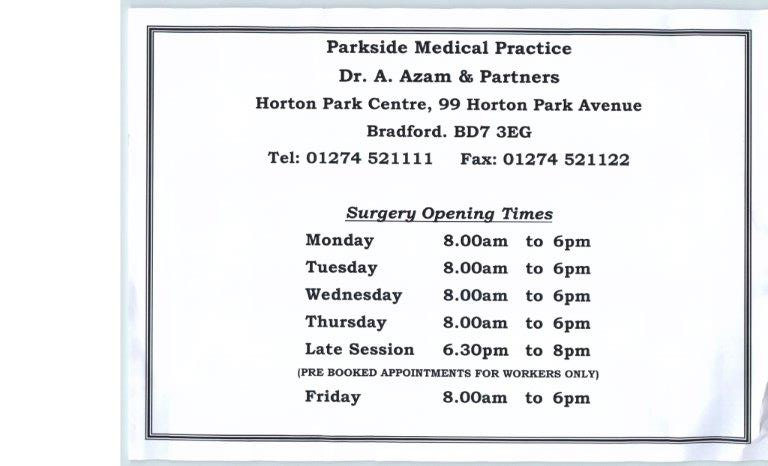 Parkside Medical Practice
Dr. A. Azam & Partners
Horton Park Centre, 99 Horton Park Avenue
Bradford. BD7 3EG
Tel: 01274 521111 Fax: 01274 521122
Surgery Opening Times
Monday 8.00am to 6pm
Tuesday 8.00am to 6pm
Wednesday 8.00am to 6pm
Thursday 8.00am to 6pm
Late Session 6.30pm to 8pm
(PRE BOOKED APPOINTMENTS FOR WORKERS ONLY)
Friday 8.00am to 6pm